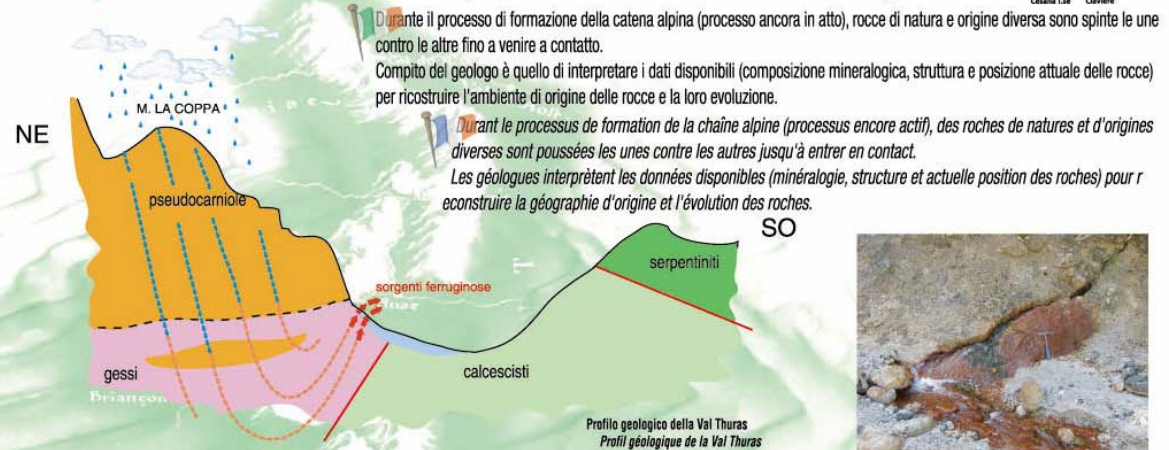 Cesana T.se Claviere
Durante il processo di formazione della catena alpina (processo ancora in atto), rocce di natura e origine diversa sono spinte le une
contro le altre fino a venire a contatto.
Compito del geologo è quello di interpretare i dati disponibili (composizione mineralogica, struttura e posizione attuale delle rocce)
per ricostruire l'ambiente di origine delle rocce e la loro evoluzione.
Durant le processus de formation de la chaîne alpine (processus encore actif), des roches de natures et d'origines
diverses sont poussées les unes contre les autres jusqu'à entrer en contact.
Les géologues interprètent les données disponibles (minéralogie, structure et actuelle position des roches) pour r
econstruire la géographie d'origine et l'évolution des roches.
NE
M. LA COPPA
pseudocarniole
SO
serpentiniti
sorgenti ferruginose
gessi
calcescisti
Briançon
Profilo geologico della Val Thuras
Profil géologique de la Val Thuras